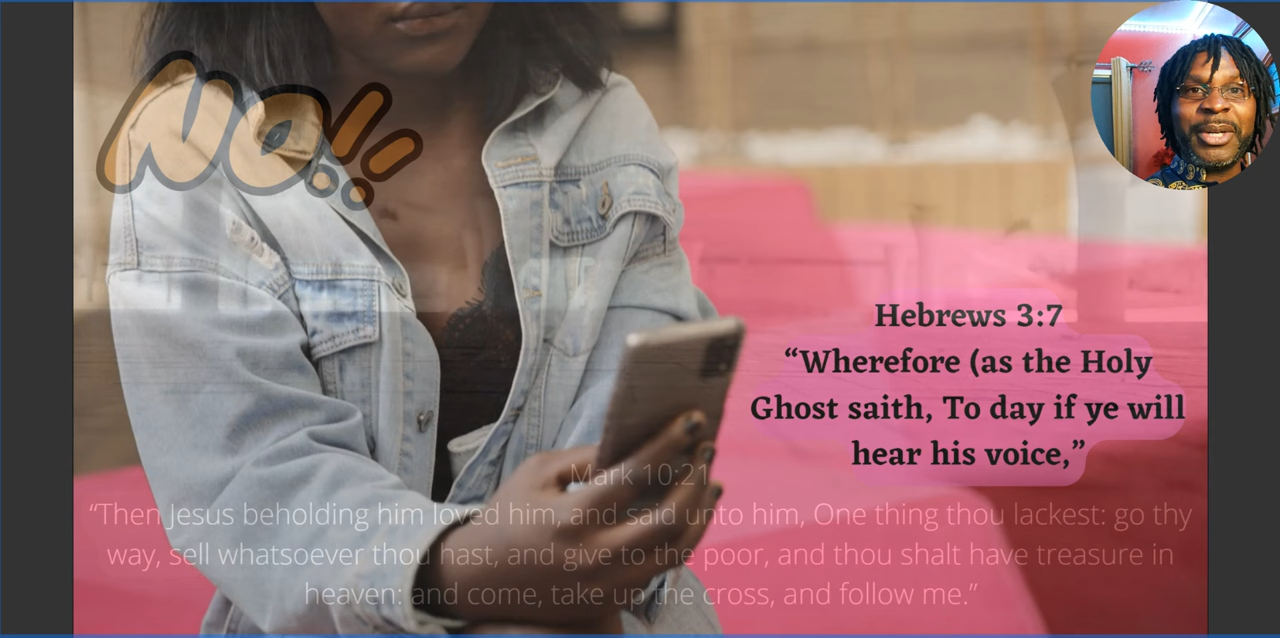 NO!!
Hebrews 3:7
“Wherefore (as the Holy
Ghost saith, To day if ye will
hear his voice,”
Mark 10:21
“Then Jesus beholding him loved him, and said unto him, One thing thou lackest: go thy
way, sell whatsoever thou hast, and give to the poor, and thou shalt have treasure in
heaven: and come, take up the cross, and follow me.”